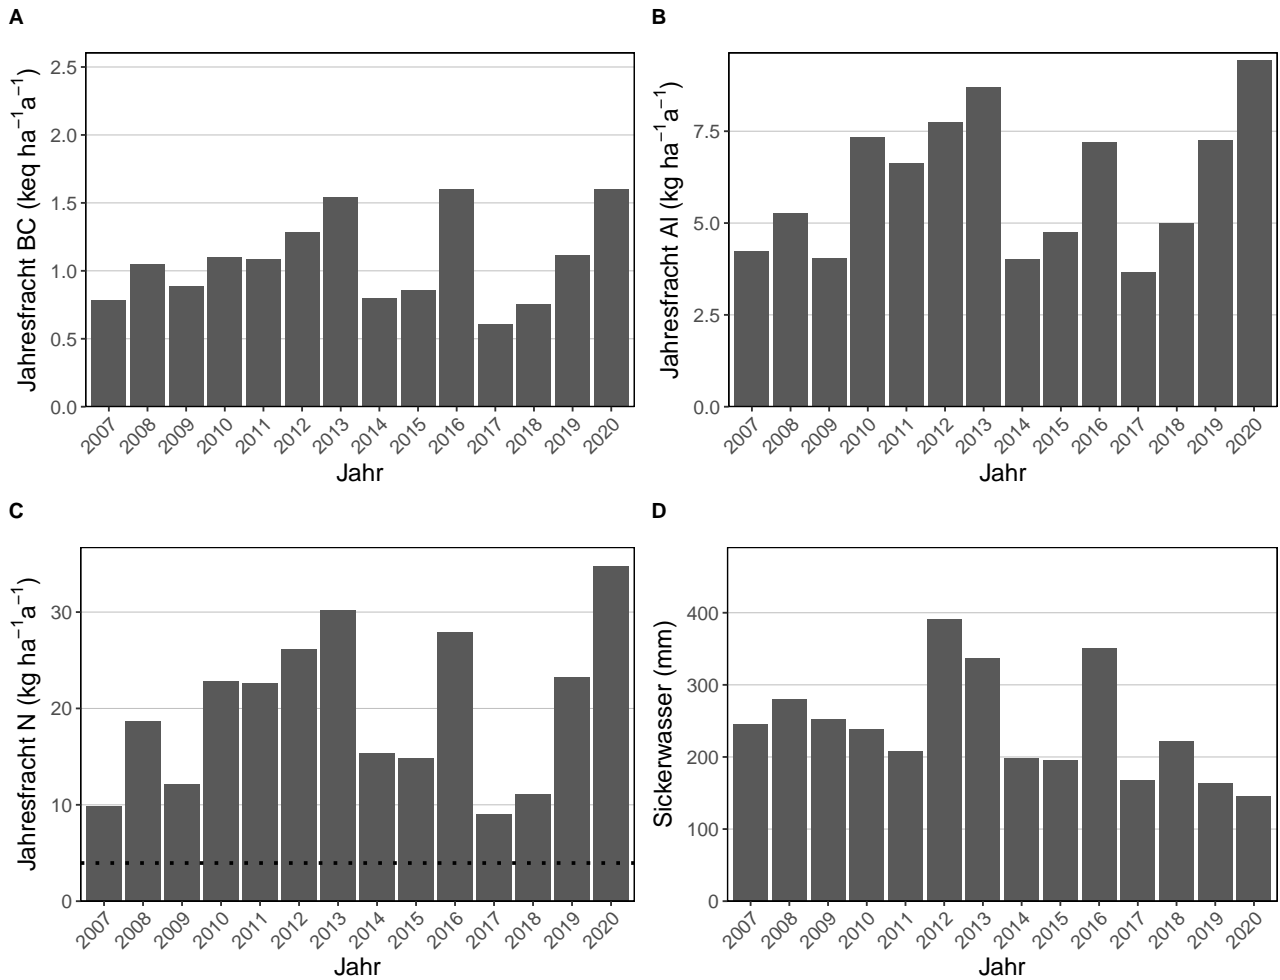 A
Jahresfracht BC (keq ha⁻¹a⁻¹)
2.5
2.0
1.5
1.0
0.5
0.0
2007 2008 2009 2010 2011 2012 2013 2014 2015 2016 2017 2018 2019 2020
Jahr
B
Jahresfracht Al (kg ha⁻¹a⁻¹)
7.5
5.0
2.5
0.0
2007 2008 2009 2010 2011 2012 2013 2014 2015 2016 2017 2018 2019 2020
Jahr
C
Jahresfracht N (kg ha⁻¹a⁻¹)
30
20
10
0
2007 2008 2009 2010 2011 2012 2013 2014 2015 2016 2017 2018 2019 2020
Jahr
D
Sickerwasser (mm)
400
300
200
100
0
2007 2008 2009 2010 2011 2012 2013 2014 2015 2016 2017 2018 2019 2020
Jahr